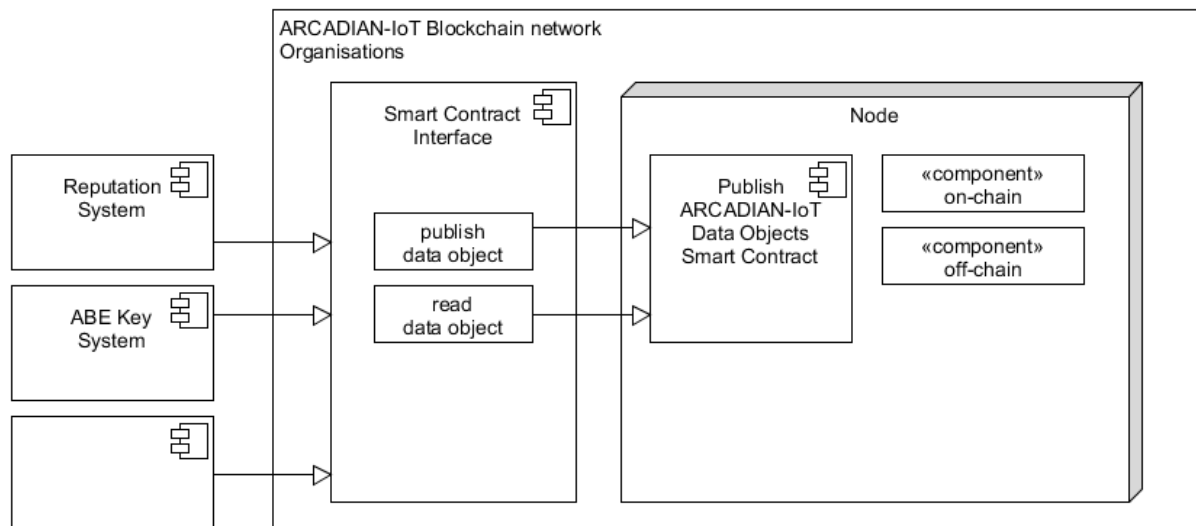 ARCADIAN-IoT Blockchain network
Organisations
Smart Contract
Interface
Node
Reputation
System
Publish
ARCADIAN-IoT
Data Objects
Smart Contract
«component»
on-chain
publish
data object
«component»
off-chain
ABE Key
System
read
data object